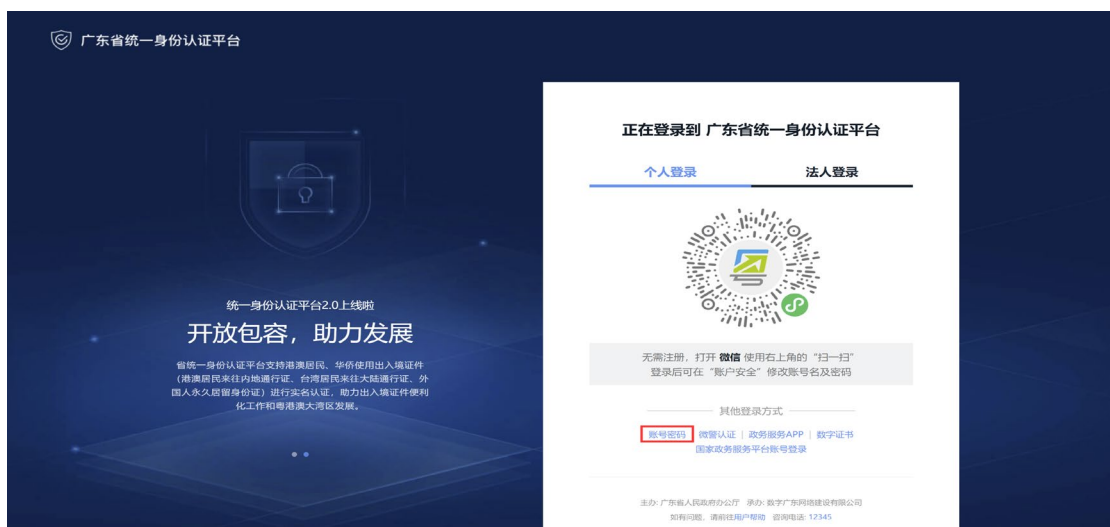 广东省统一身份认证平台
统一身份认证平台2.0上线啦
开放包容，助力发展
省统一身份认证平台支持港澳居民、华侨使用出入境证件
（港澳居民来往内地通行证、台湾居民来往大陆通行证、外
国人永久居留身份证）进行实名认证，助力出入境证件便利
化工作和粤港澳大湾区发展。
正在登录到 广东省统一身份认证平台
个人登录 法人登录
无需注册，打开 微信 使用右上角的“扫一扫”
登录后可在“账户安全”修改账号名及密码
其他登录方式
账号密码 微警认证 | 政务服务APP | 数字证书
国家政务服务平台账号登录
主办: 广东省人民政府办公厅 承办: 数字广东网络建设有限公司
如有问题，请前往用户帮助 咨询电话: 12345